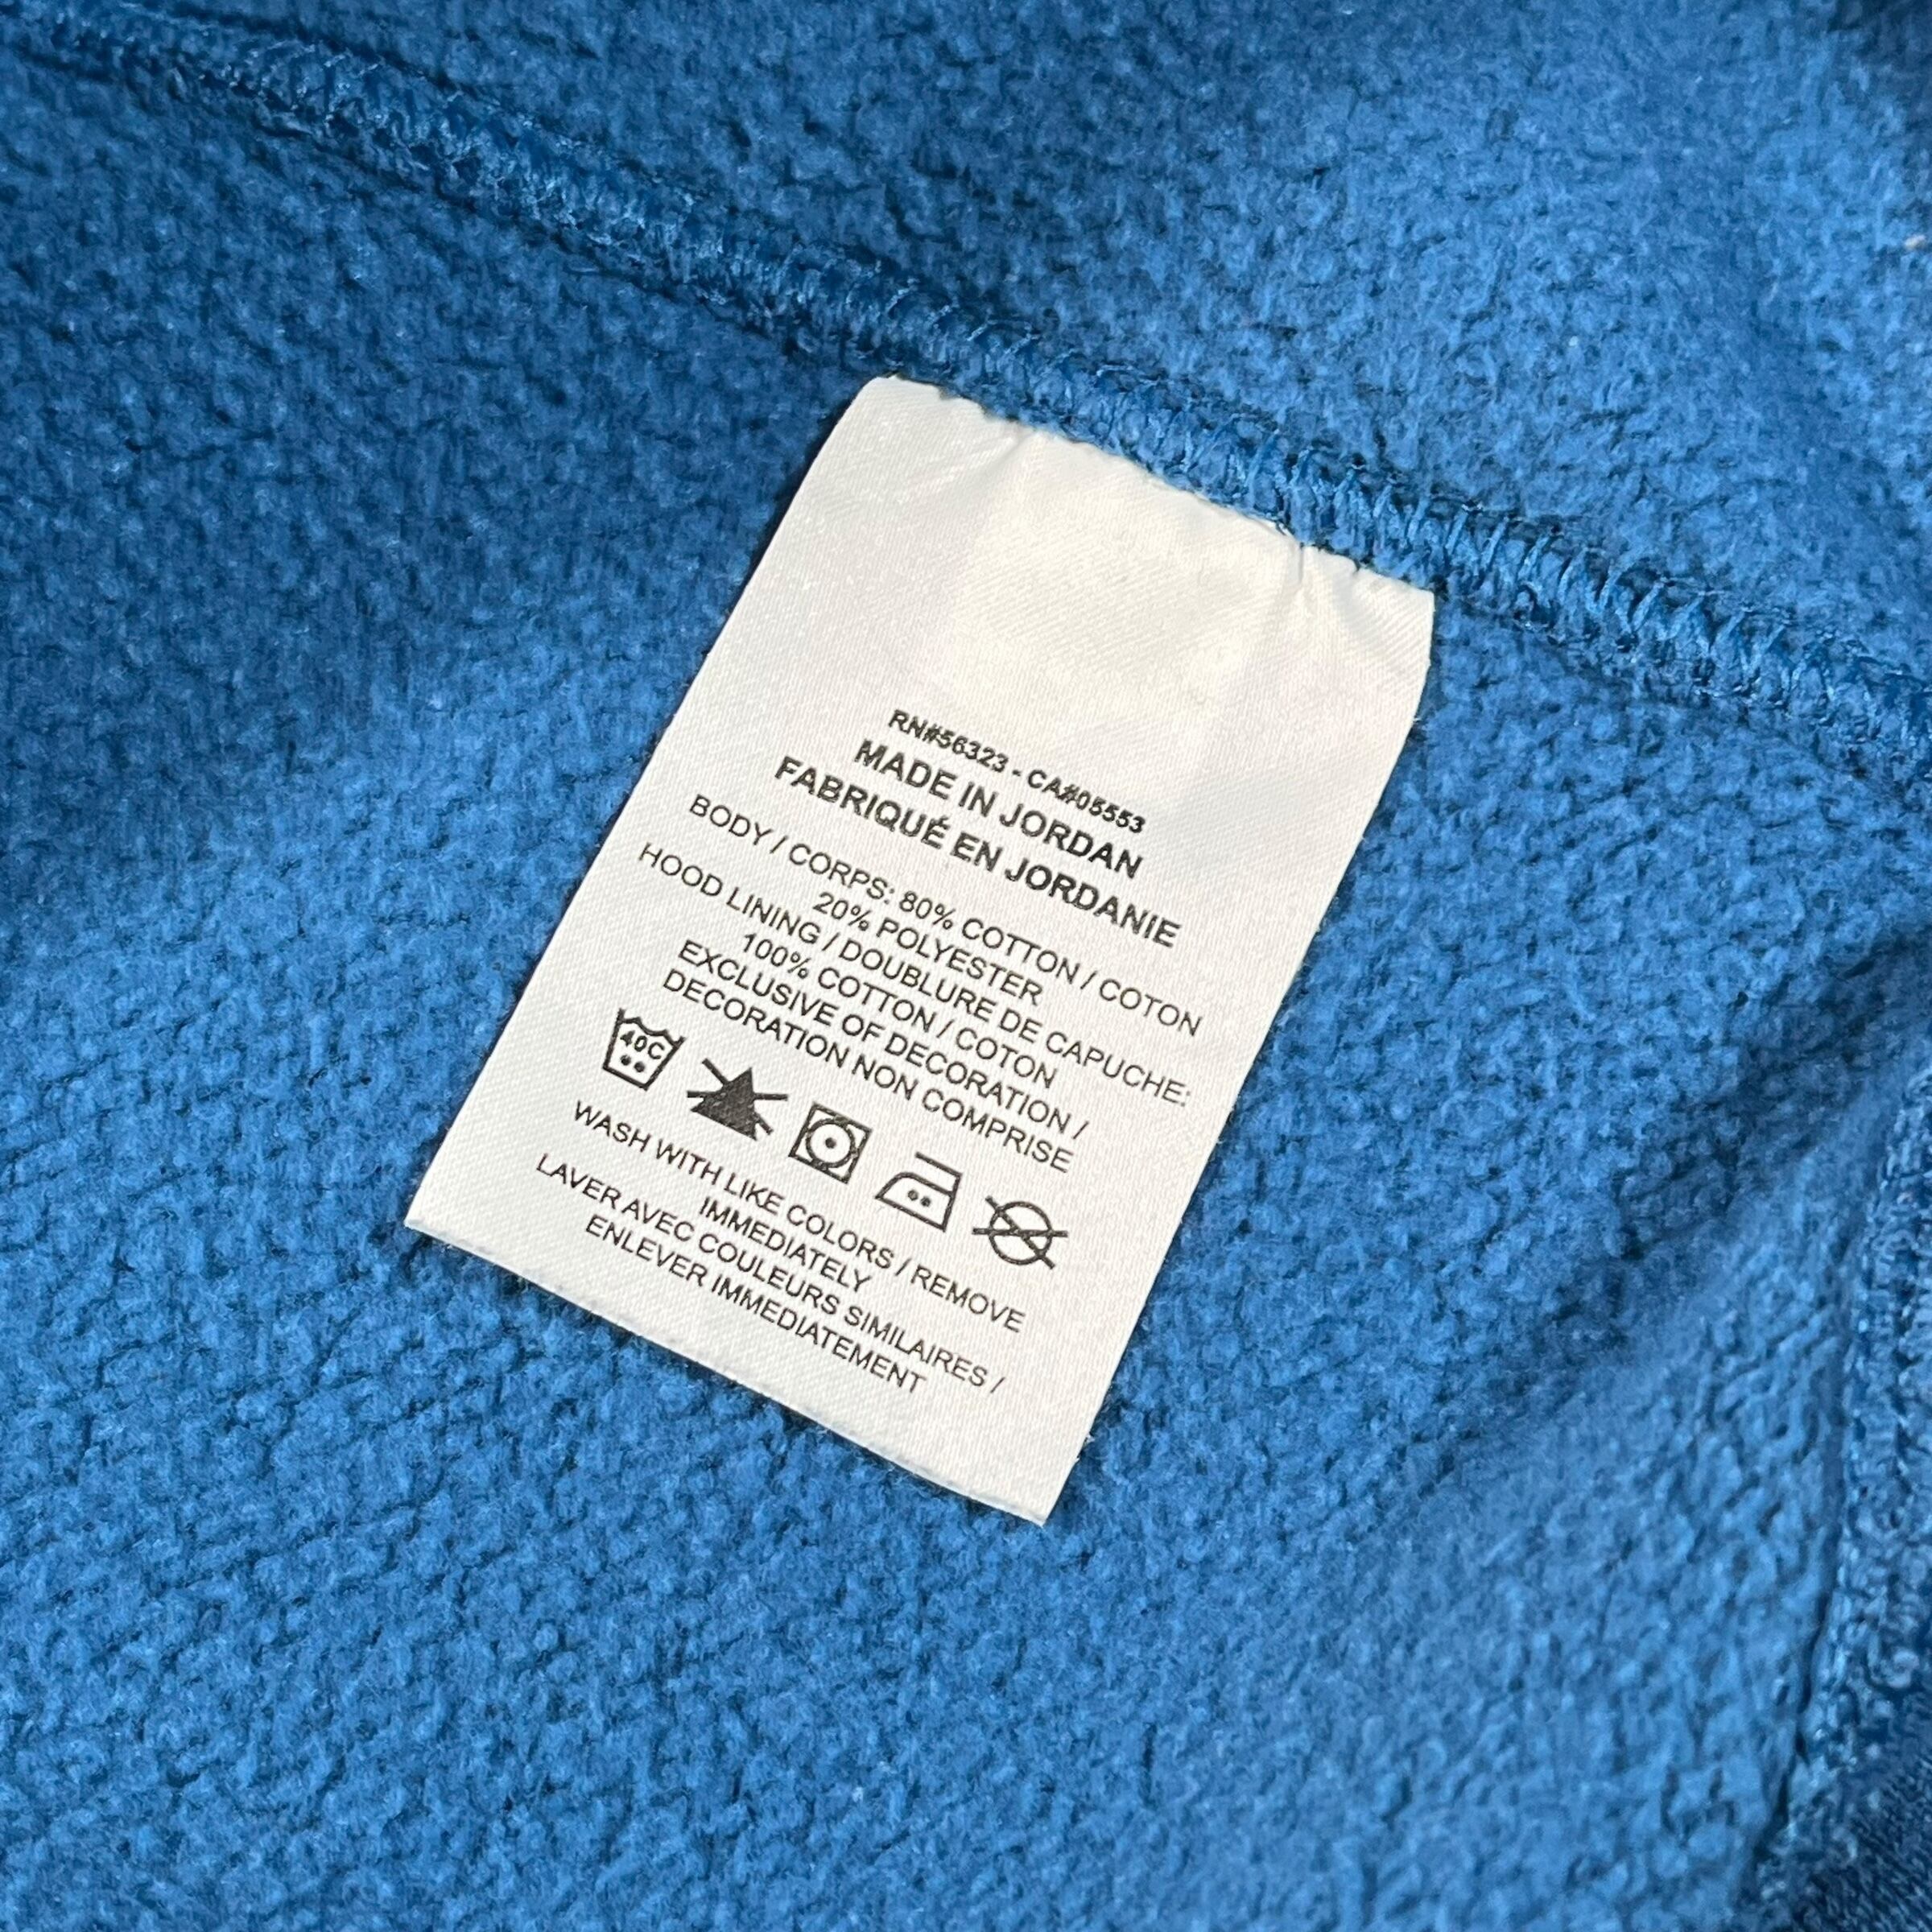 RN#56323 - CA#05553
MADE IN JORDAN
FABRIQUÉ EN JORDANIE
BODY / CORPS: 80% COTTON / COTON
20% POLYESTER
HOOD LINING / DOUBLURE DE CAPUCHE:
100% COTTON / COTON
EXCLUSIVE OF DECORATION /
DECORATION NON COMPRISE
40C
WASH WITH LIKE COLORS / REMOVE
IMMEDIATELY
LAVER AVEC COULEURS SIMILAIRES /
ENLEVER IMMEDIATEMENT